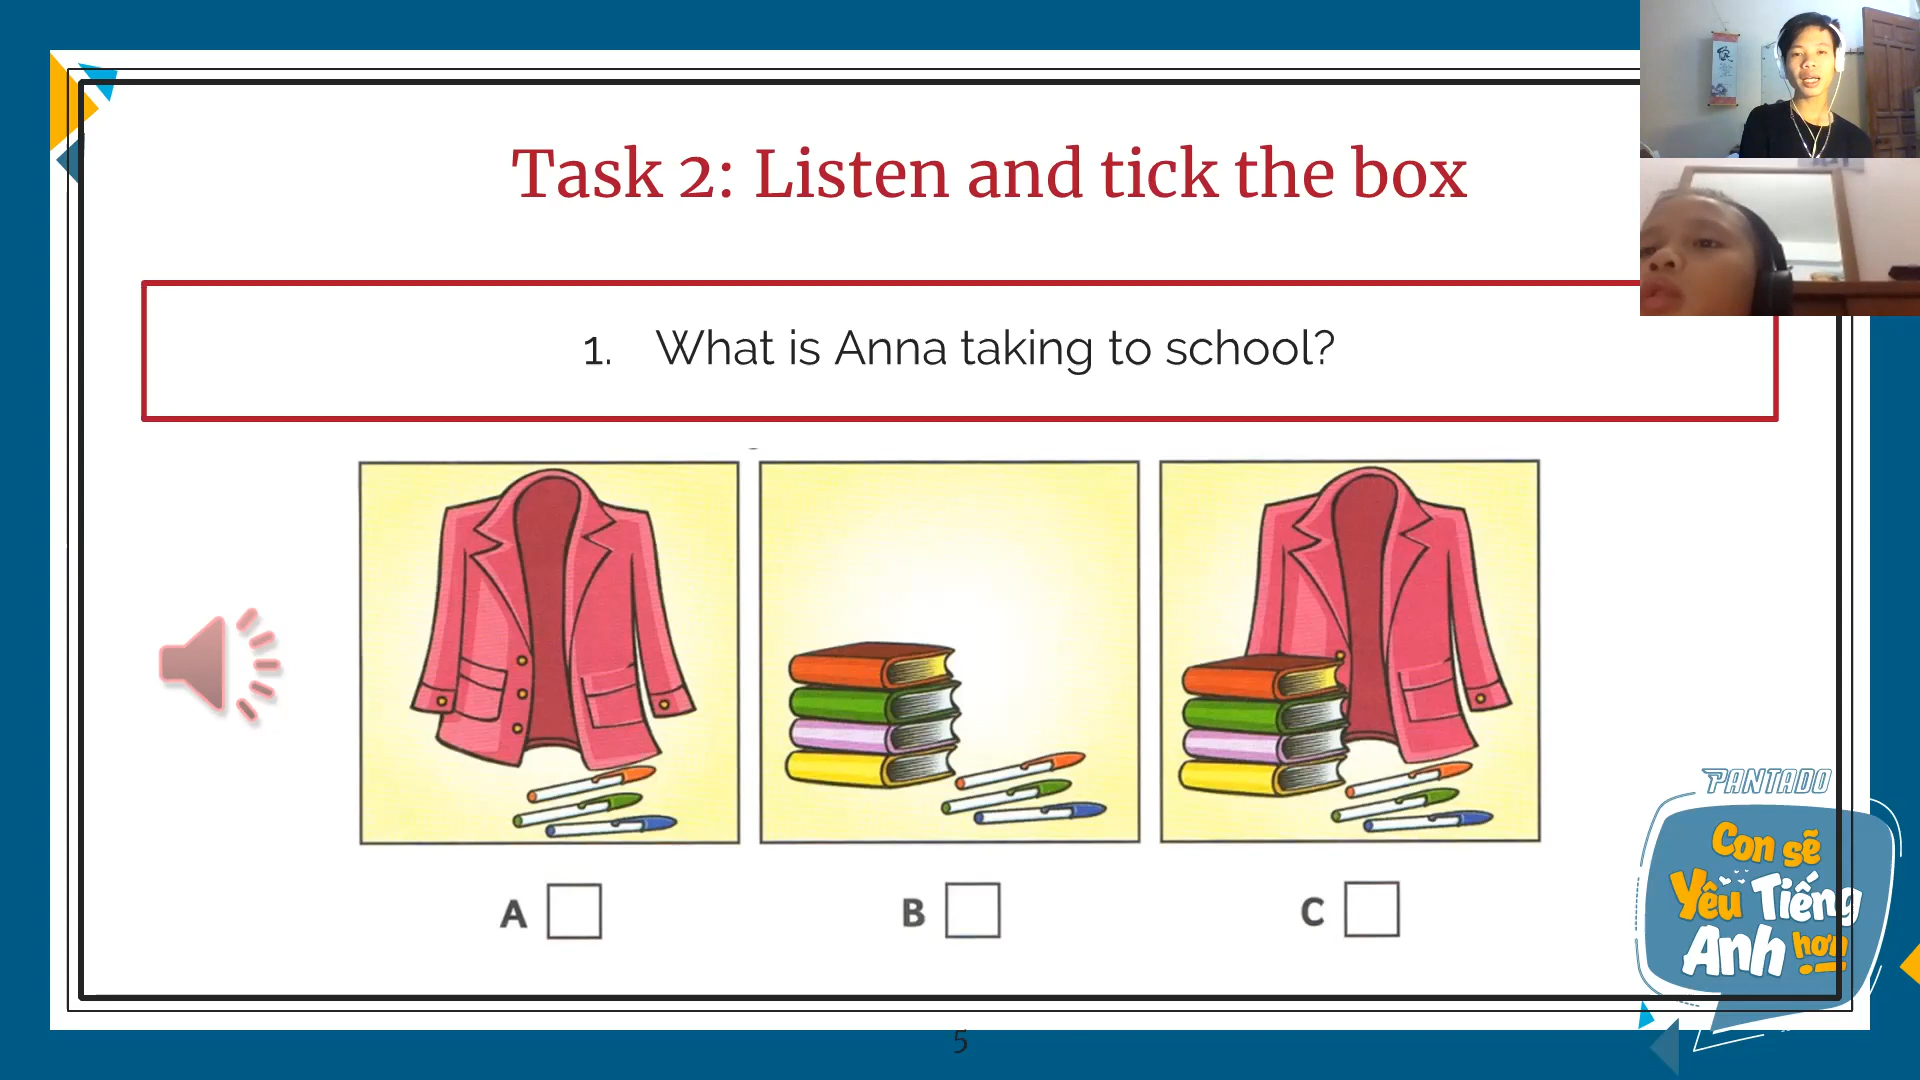 Task 2: Listen and tick the box
1. What is Anna taking to school?
A
B
C
PANTADO
Con sẽ
Yêu Tiếng
Anh hơn
5